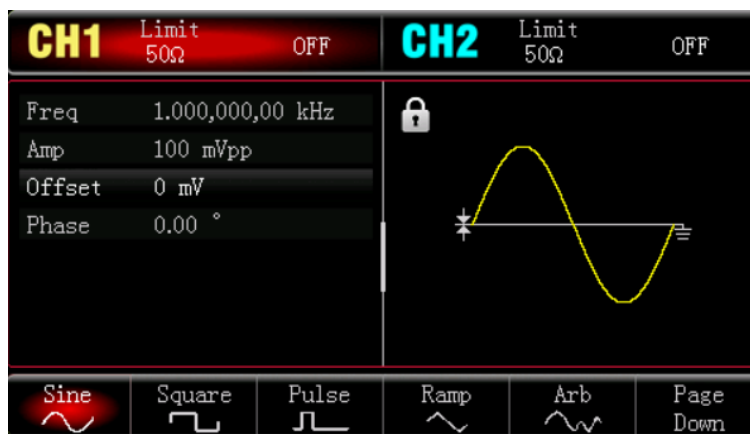 CH1 Limit 50Ω OFF
CH2 Limit 50Ω OFF
Freq 1.000,000,00 kHz
Amp 100 mVpp
Offset 0 mV
Phase 0.00 °
Sine Square Pulse Ramp Arb Page Down